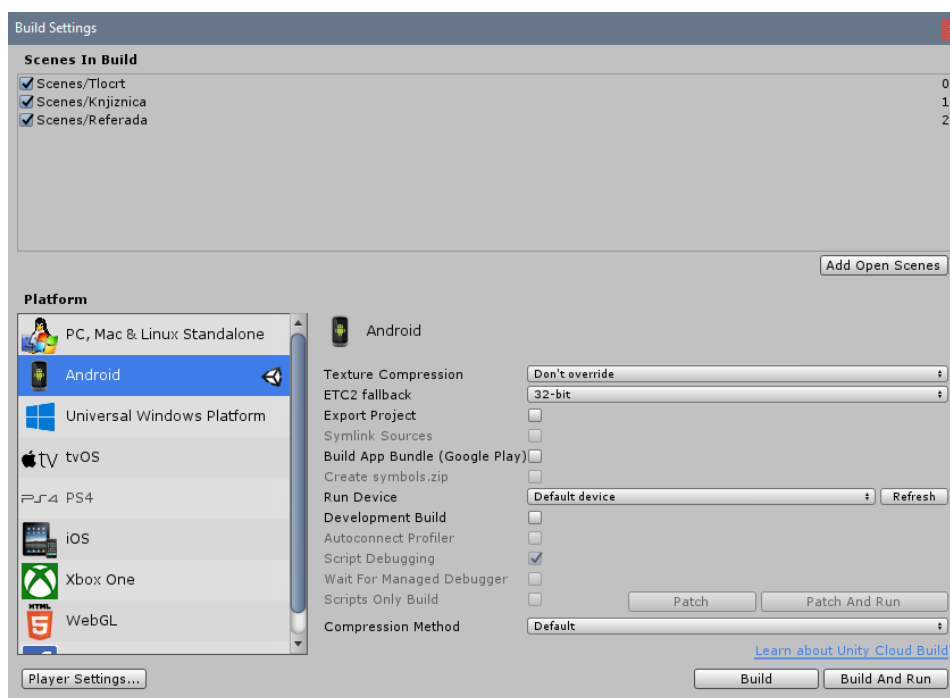 Build Settings
Scenes In Build
Scenes/Tlocrt 0
Scenes/Knjiznica 1
Scenes/Referada 2
Add Open Scenes
Platform
PC, Mac & Linux Standalone
Android
Universal Windows Platform
tv tvOS
PS4 PS4
iOS
Xbox One
HTML 5 WebGL
Android
Texture Compression Don't override
ETC2 fallback 32-bit
Export Project
Symlink Sources
Build App Bundle (Google Play)
Create symbols.zip
Run Device Default device Refresh
Development Build
Autoconnect Profiler
Script Debugging
Wait For Managed Debugger
Scripts Only Build Patch Patch And Run
Compression Method Default
Learn about Unity Cloud Build
Player Settings... Build Build And Run